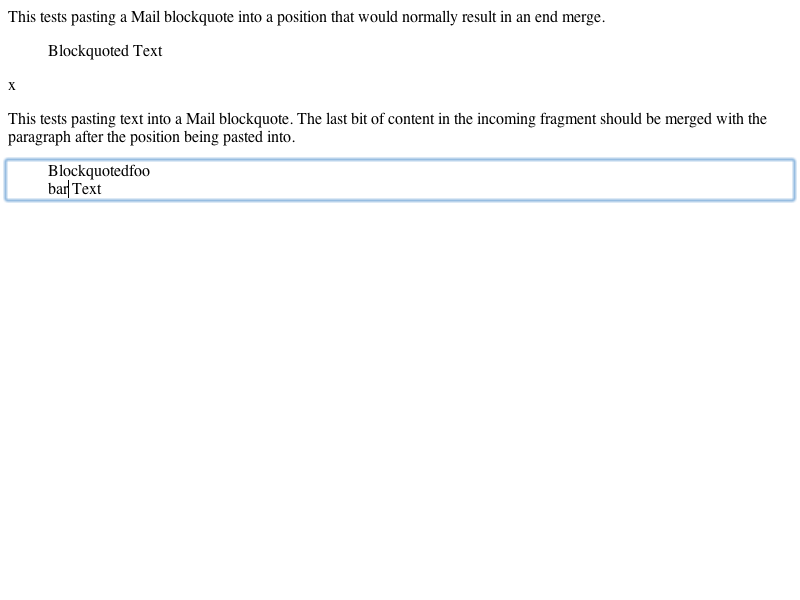 This tests pasting a Mail blockquote into a position that would normally result in an end merge.
Blockquoted Text
x
This tests pasting text into a Mail blockquote. The last bit of content in the incoming fragment should be merged with the
paragraph after the position being pasted into.
Blockquotedfoo
bar Text